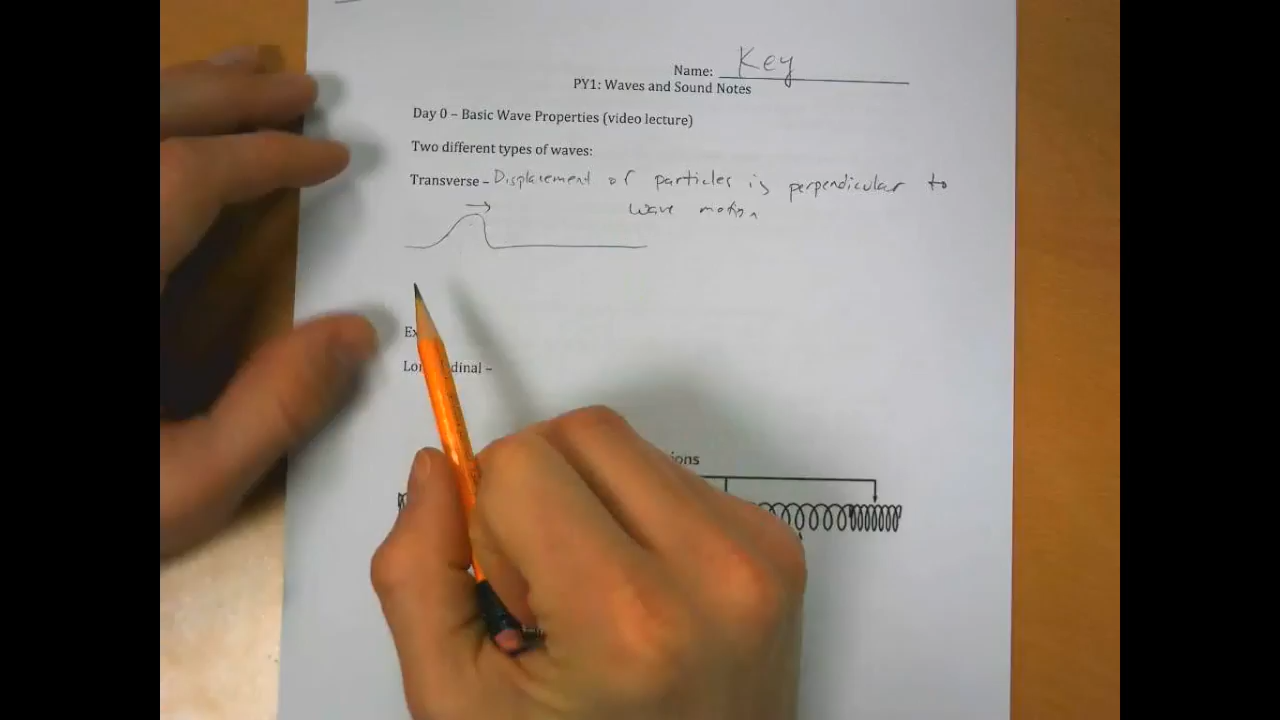 Name: Key
PY1: Waves and Sound Notes
Day 0 – Basic Wave Properties (video lecture)
Two different types of waves:
Transverse – Displacement of particles is perpendicular to
wave motion